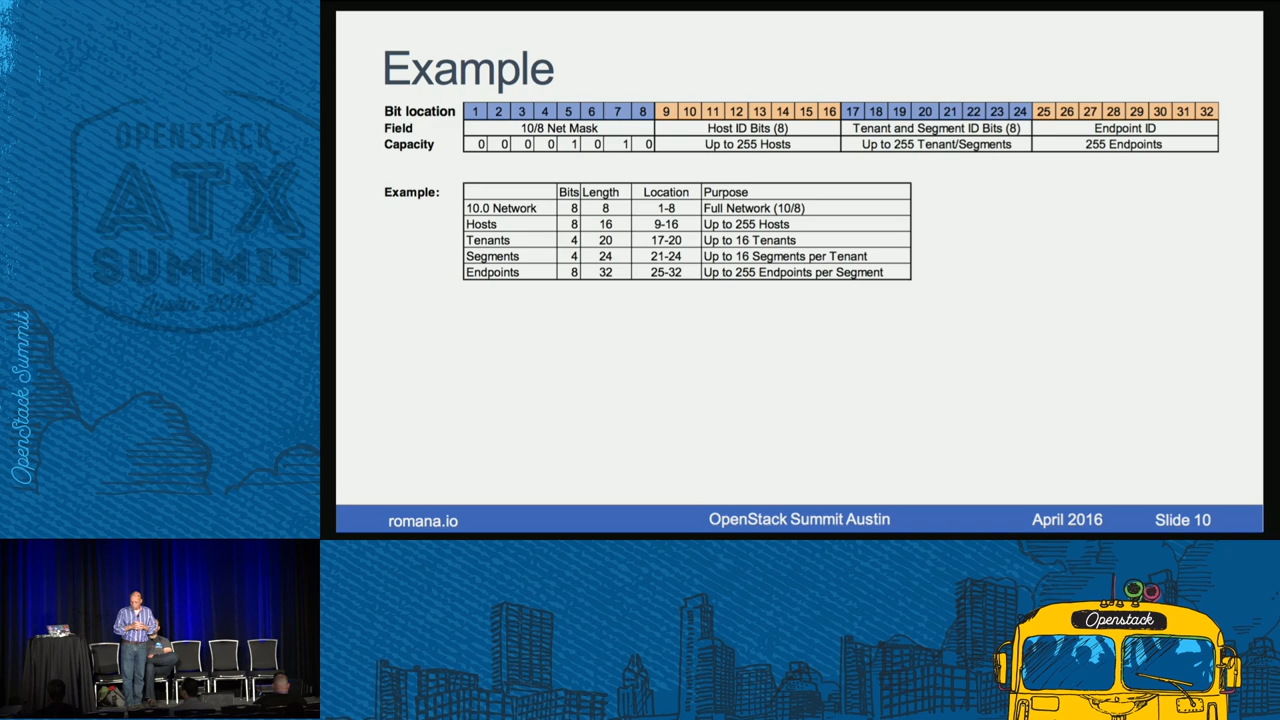 OPENSTACK
ATX
SUMMIT
Austin 2016
OpenStack Summit
Example
Bit location 1 2 3 4 5 6 7 8 9 10 11 12 13 14 15 16 17 18 19 20 21 22 23 24 25 26 27 28 29 30 31 32
Field 10/8 Net Mask Host ID Bits (8) Tenant and Segment ID Bits (8) Endpoint ID
Capacity 0 0 0 0 1 0 1 0 Up to 255 Hosts Up to 255 Tenant/Segments 255 Endpoints
Example: Bits Length Location Purpose
10.0 Network 8 8 1-8 Full Network (10/8)
Hosts 8 16 9-16 Up to 255 Hosts
Tenants 4 20 17-20 Up to 16 Tenants
Segments 4 24 21-24 Up to 16 Segments per Tenant
Endpoints 8 32 25-32 Up to 255 Endpoints per Segment
romana.io OpenStack Summit Austin April 2016 Slide 10
Openstack